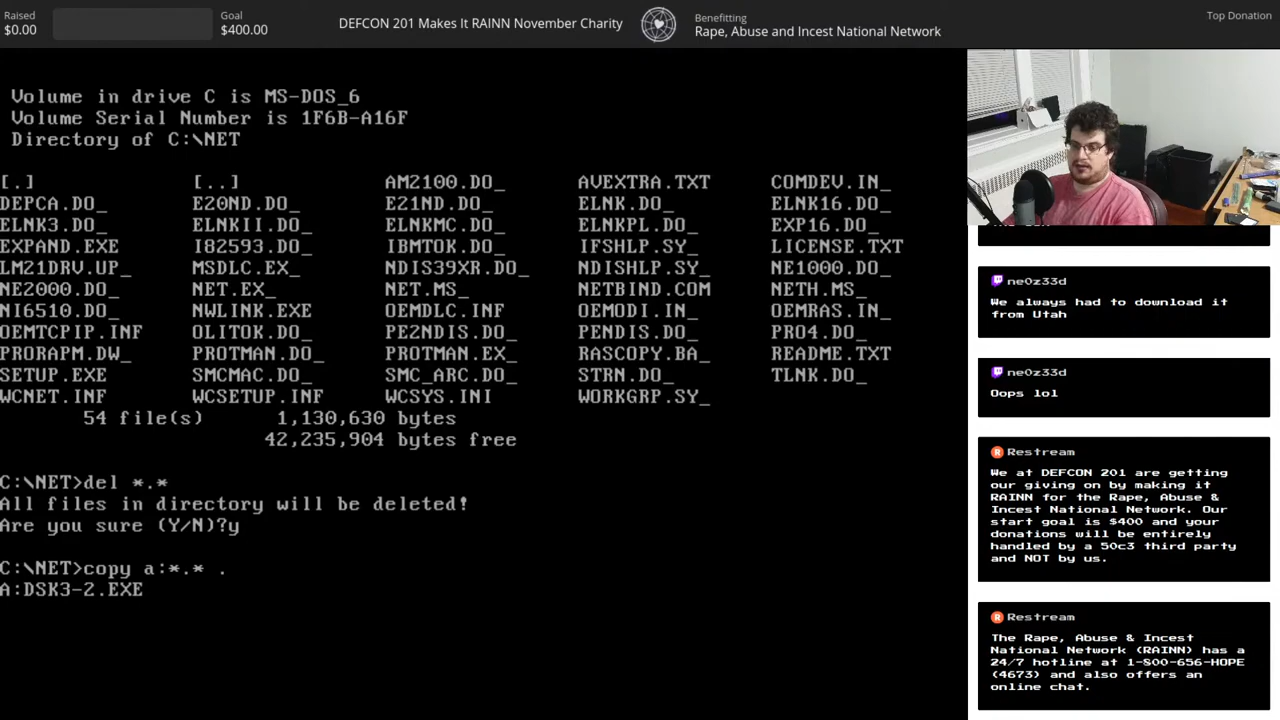 Raised
$0.00
Goal
$400.00
DEFCON 201 Makes It RAINN November Charity
Benefitting
Rape, Abuse and Incest National Network
Top Donation
Volume in drive C is MS-DOS_6
Volume Serial Number is 1F6B-A16F
Directory of C:\NET
[.] [..] AM2100.DO_ AVEXTRA.TXT COMDEV.IN_
DEPCA.DO_ E20ND.DO_ E21ND.DO_ ELNK.DO_ ELNK16.DO_
ELNK3.DO_ ELNKII.DO_ ELNKMC.DO_ ELNKPL.DO_ EXP16.DO_
EXPAND.EXE I82593.DO_ IBMTOK.DO_ IFSHLP.SY_ LICENSE.TXT
LM21DRV.UP_ MSDLC.EX_ NDIS39XR.DO_ NDISHLP.SY_ NE1000.DO_
NE2000.DO_ NET.EX_ NET.MS_ NETBIND.COM NETH.MS_
NI6510.DO_ NWLINK.EXE OEMDLC.INF OEMODI.IN_ OEMRAS.IN_
OEMTCPIP.INF OLITOK.DO_ PE2NDIS.DO_ PENDIS.DO_ PRO4.DO_
PRORAPM.DW_ PROTMAN.DO_ PROTMAN.EX_ RASCOPY.BA_ README.TXT
SETUP.EXE SMCMAC.DO_ SMC_ARC.DO_ STRN.DO_ TLNK.DO_
WCNET.INF WCSETUP.INF WCSYS.INI WORKGRP.SY_
54 file(s) 1,130,630 bytes
42,235,904 bytes free
C:\NET>del *.*
All files in directory will be deleted!
Are you sure (Y/N)?y
C:\NET>copy a:*.* .
A:DSK3-2.EXE
ne0z33d
We always had to download it
from Utah
ne0z33d
Oops lol
Restream
We at DEFCON 201 are getting
our giving on by making it
RAINN for the Rape, Abuse &
Incest National Network. Our
start goal is $400 and your
donations will be entirely
handled by a 50c3 third party
and NOT by us.
Restream
The Rape, Abuse & Incest
National Network (RAINN) has a
24/7 hotline at 1-800-656-HOPE
(4673) and also offers an
online chat.